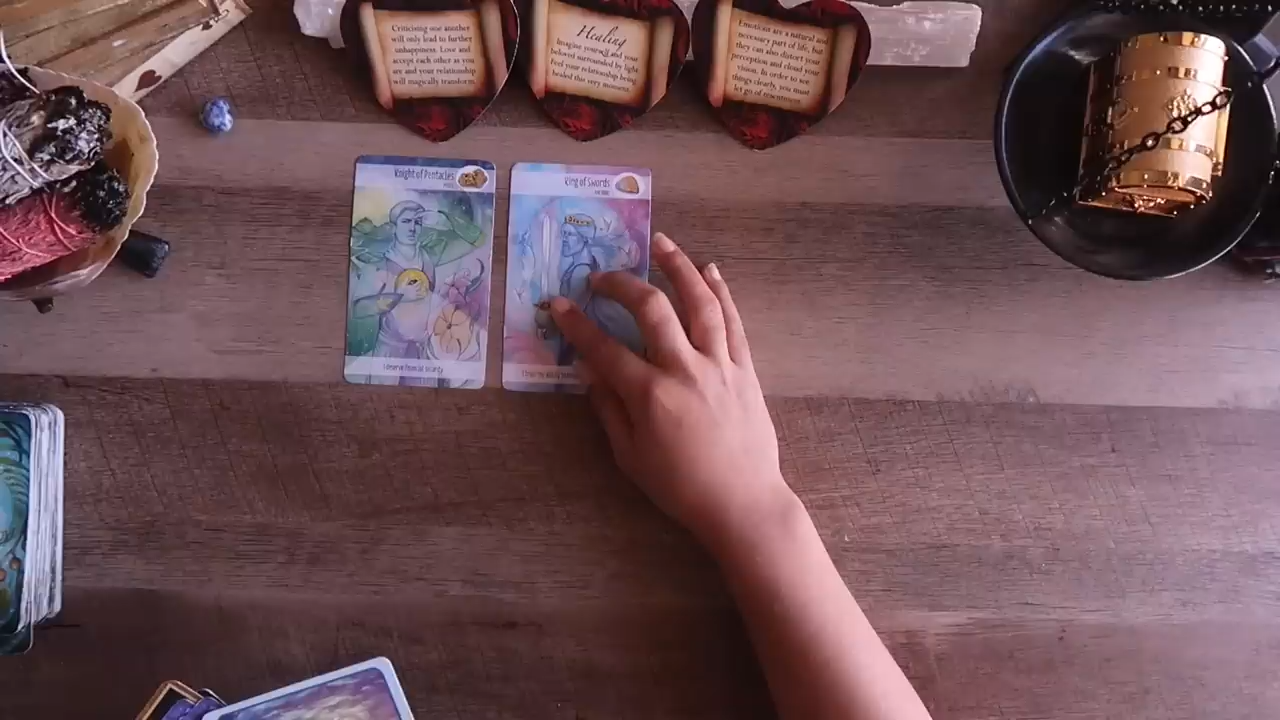 Criticising one another
will only lead to further
unhappiness. Love and
accept each other as you
are and your relationship
will magically transform.
Healing
Imagine yourself and your
beloved surrounded by light.
Feel your relationship being
healed this very moment.
Emotions are a natural and
necessary part of life, but
they can also distort your
perception and cloud your
vision. In order to see
things clearly, you must
let go of resentment.
Knight of Pentacles
King of Swords
I deserve financial security